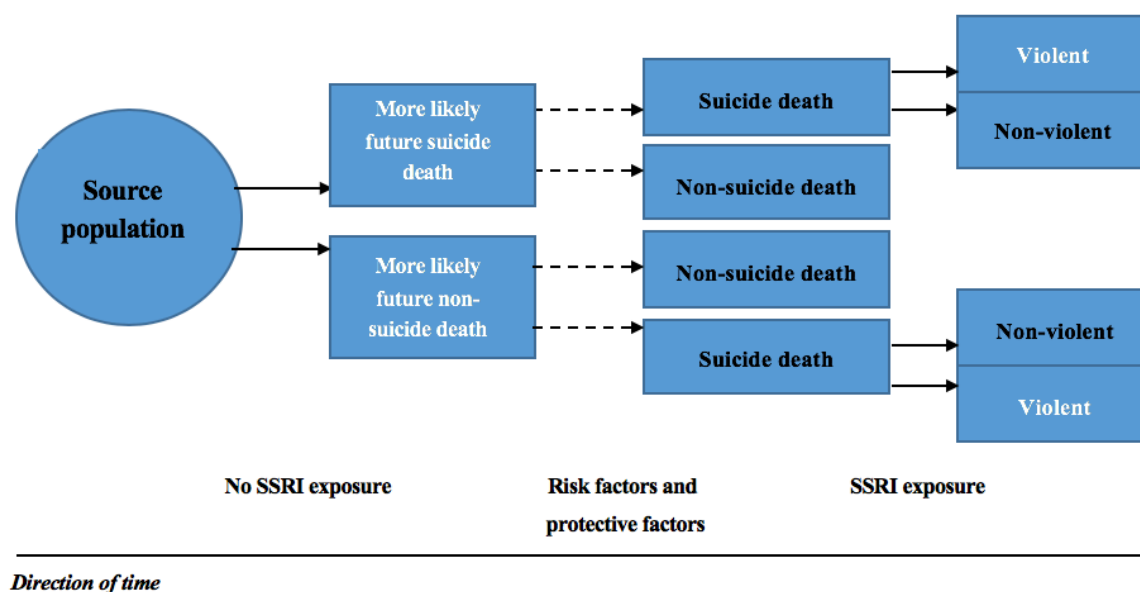 Source
population
More likely
future suicide
death
More likely
future non-
suicide death
Suicide death
Non-suicide death
Non-suicide death
Suicide death
Violent
Non-violent
Non-violent
Violent
No SSRI exposure
Risk factors and
protective factors
SSRI exposure
Direction of time